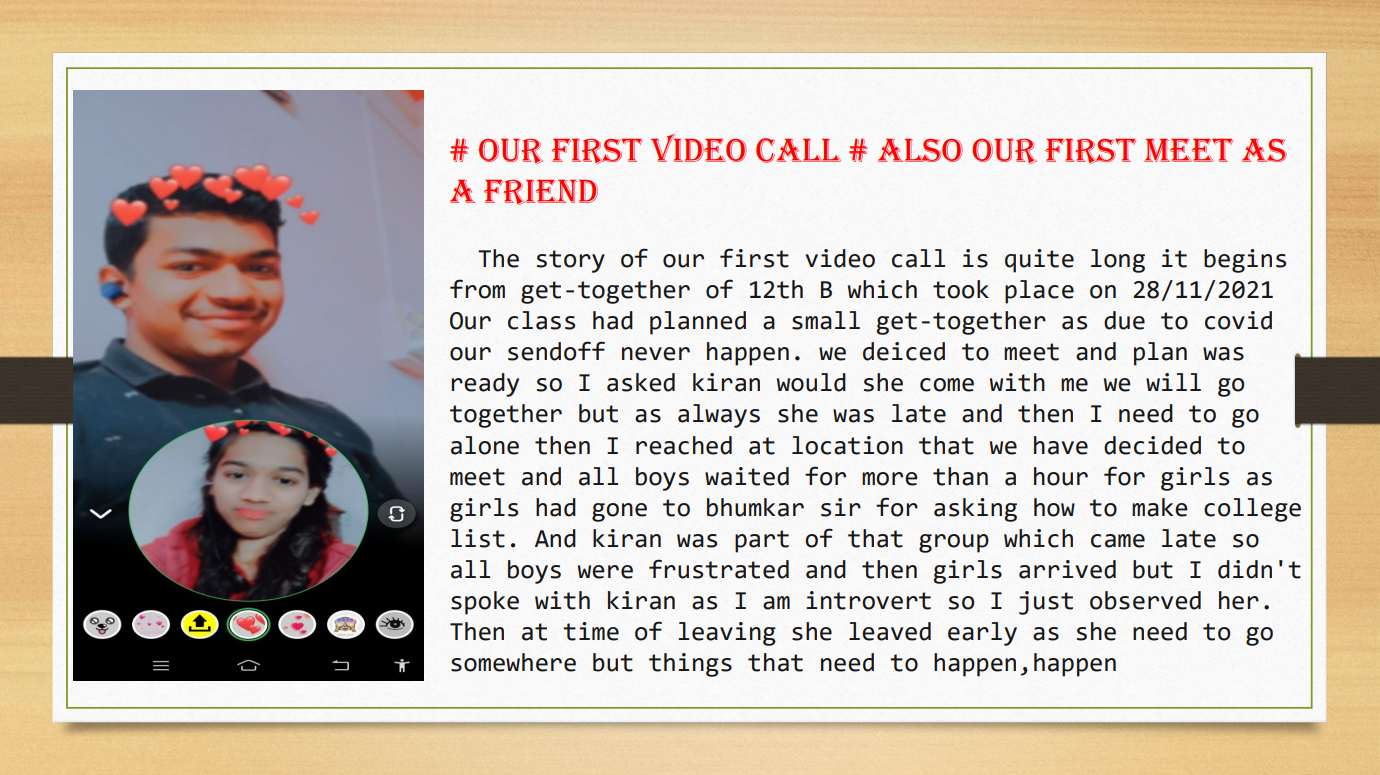 # OUR FIRST VIDEO CALL # ALSO OUR FIRST MEET AS
A FRIEND
The story of our first video call is quite long it begins
from get-together of 12th B which took place on 28/11/2021
Our class had planned a small get-together as due to covid
our sendoff never happen. we deiced to meet and plan was
ready so I asked kiran would she come with me we will go
together but as always she was late and then I need to go
alone then I reached at location that we have decided to
meet and all boys waited for more than a hour for girls as
girls had gone to bhumkar sir for asking how to make college
list. And kiran was part of that group which came late so
all boys were frustrated and then girls arrived but I didn't
spoke with kiran as I am introvert so I just observed her.
Then at time of leaving she leaved early as she need to go
somewhere but things that need to happen,happen